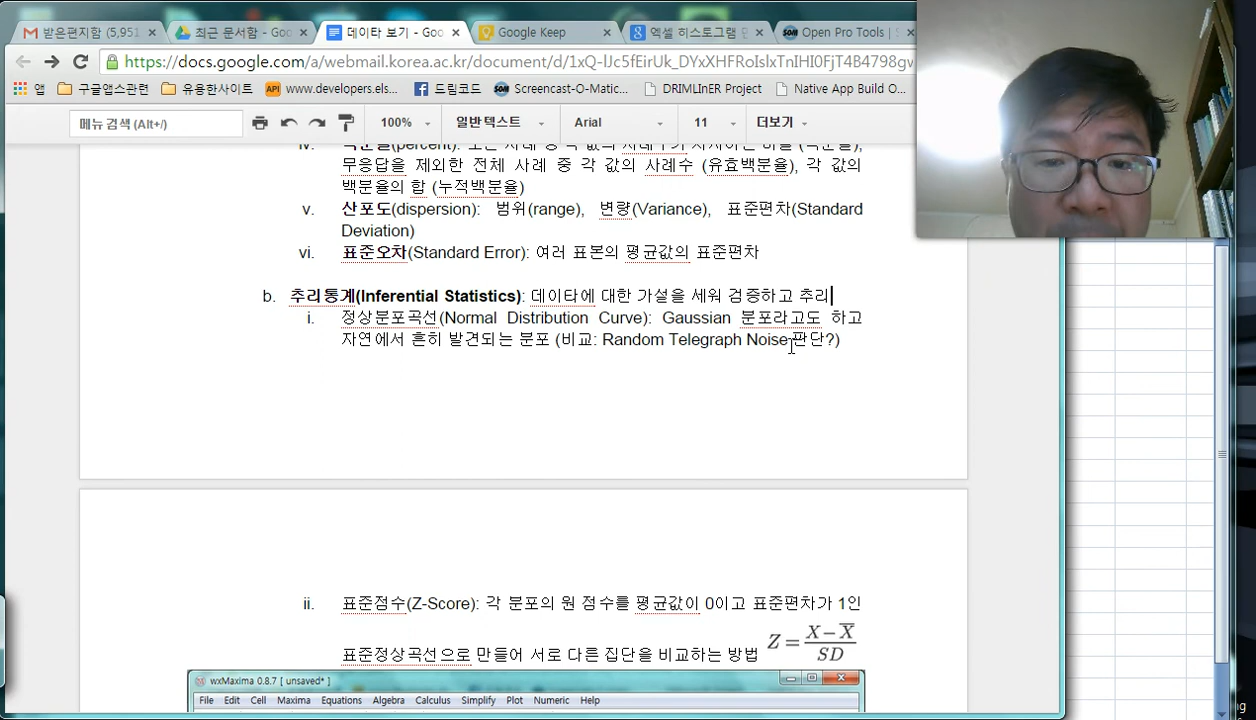 받은편지함 (5,951
최근 문서함 - Go
데이타 보기 - Goo
Google Keep
엑셀 히스토그램 만
Open Pro Tools | S
https://docs.google.com/a/webmail.korea.ac.kr/document/d/1xQ-lJc5fEirUk_DYxXHFRoIslxTnIHI0FjT4B4798gv
앱
구글앱스관련
유용한사이트
API www.developers.els...
드림코드
SOM Screencast-O-Matic...
DRIMLInER Project
Native App Build O...
메뉴 검색 (Alt+/)
100%
일반 텍스트
Arial
11
더보기
무응답을 제외한 전체 사례 중 각 값의 사례수 (유효백분율), 각 값의
백분율의 합 (누적백분율)
v. 산포도(dispersion): 범위(range), 변량(Variance), 표준편차(Standard
Deviation)
vi. 표준오차(Standard Error): 여러 표본의 평균값의 표준편차
b. 추리통계(Inferential Statistics): 데이타에 대한 가설을 세워 검증하고 추리
i. 정상분포곡선(Normal Distribution Curve): Gaussian 분포라고도 하고
자연에서 흔히 발견되는 분포 (비교: Random Telegraph Noise 판단?)
ii. 표준점수(Z-Score): 각 분포의 원 점수를 평균값이 0이고 표준편차가 1인
표준정상곡선으로 만들어 서로 다른 집단을 비교하는 방법 Z = (X − X̅) / SD
wxMaxima 0.8.7 [ unsaved* ]
File Edit Cell Maxima Equations Algebra Calculus Simplify Plot Numeric Help